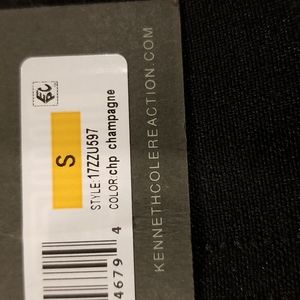 S
STYLE:17ZZU597
COLOR:chp champagne
4679 4
KENNETHCOLEREACTION.COM